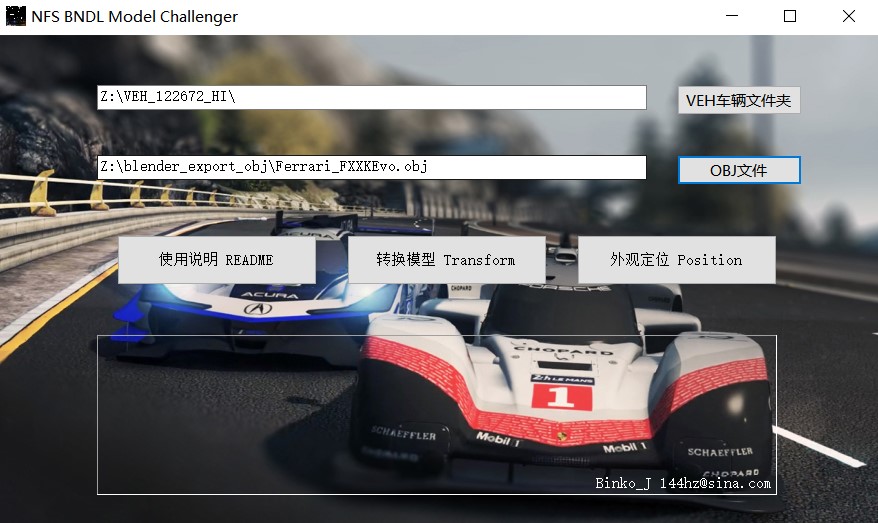 NFS BNDL Model Challenger
Z:\VEH_122672_HI\
VEH车辆文件夹
Z:\blender_export_obj\Ferrari_FXXKEvo.obj
OBJ文件
使用说明 README
转换模型 Transform
外观定位 Position
ACURA
ACURA
PORSCHE
CHOPARD
24H LE MANS
1
SCHAEFFLER
Mobil 1
Mobil 1
SCHAEFFLER
CHOPARD
Binko_J 144hz@sina.com